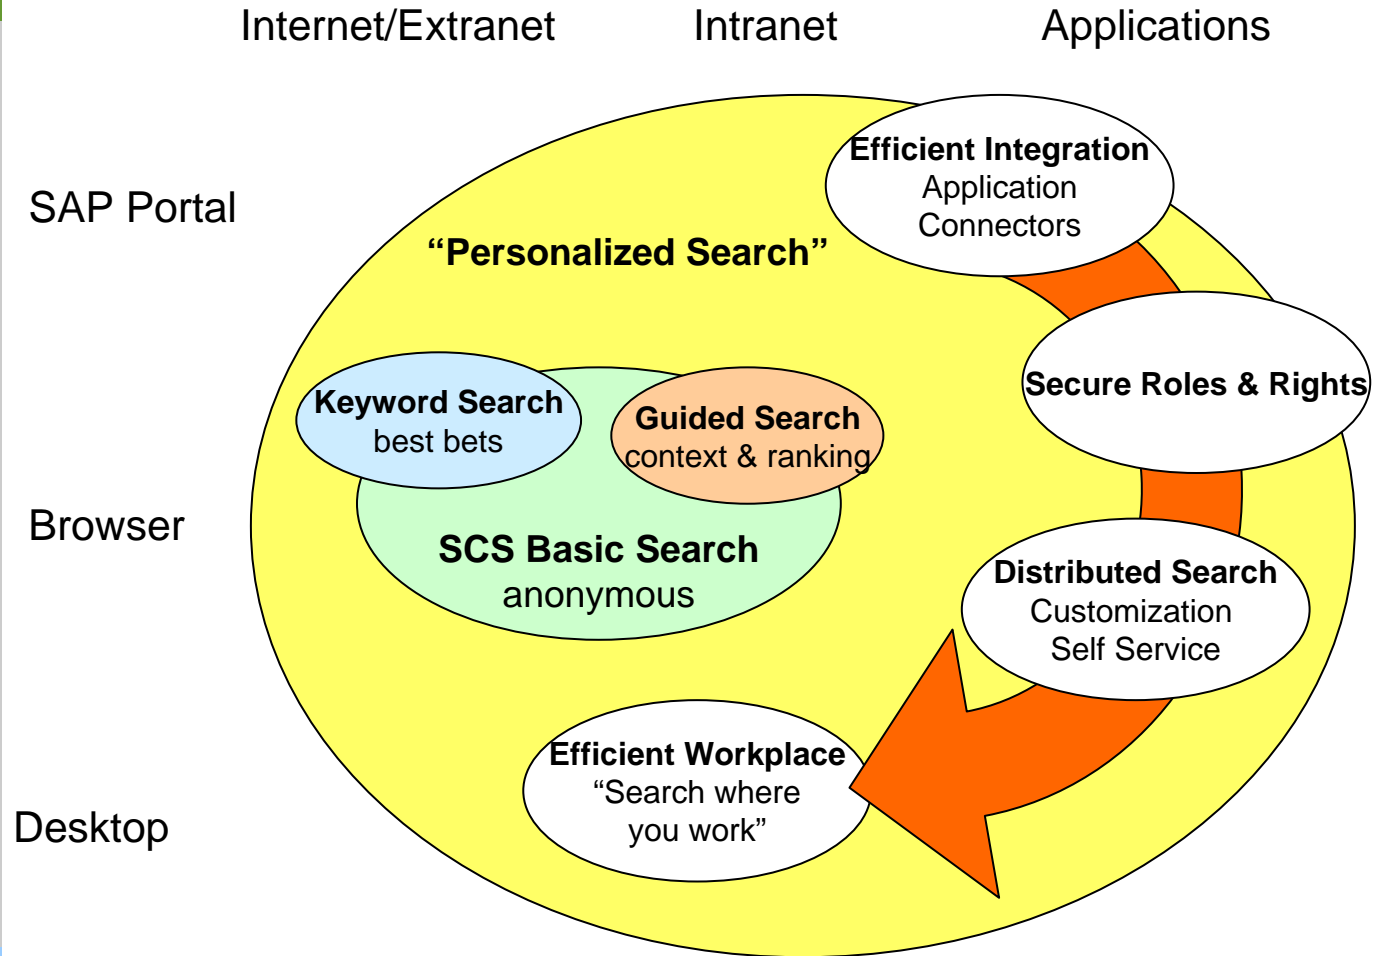 Internet/Extranet Intranet Applications
Efficient Integration
Application
Connectors
SAP Portal
“Personalized Search”
Secure Roles & Rights
Keyword Search
best bets
Guided Search
context & ranking
Browser
SCS Basic Search
anonymous
Distributed Search
Customization
Self Service
Efficient Workplace
“Search where
you work”
Desktop